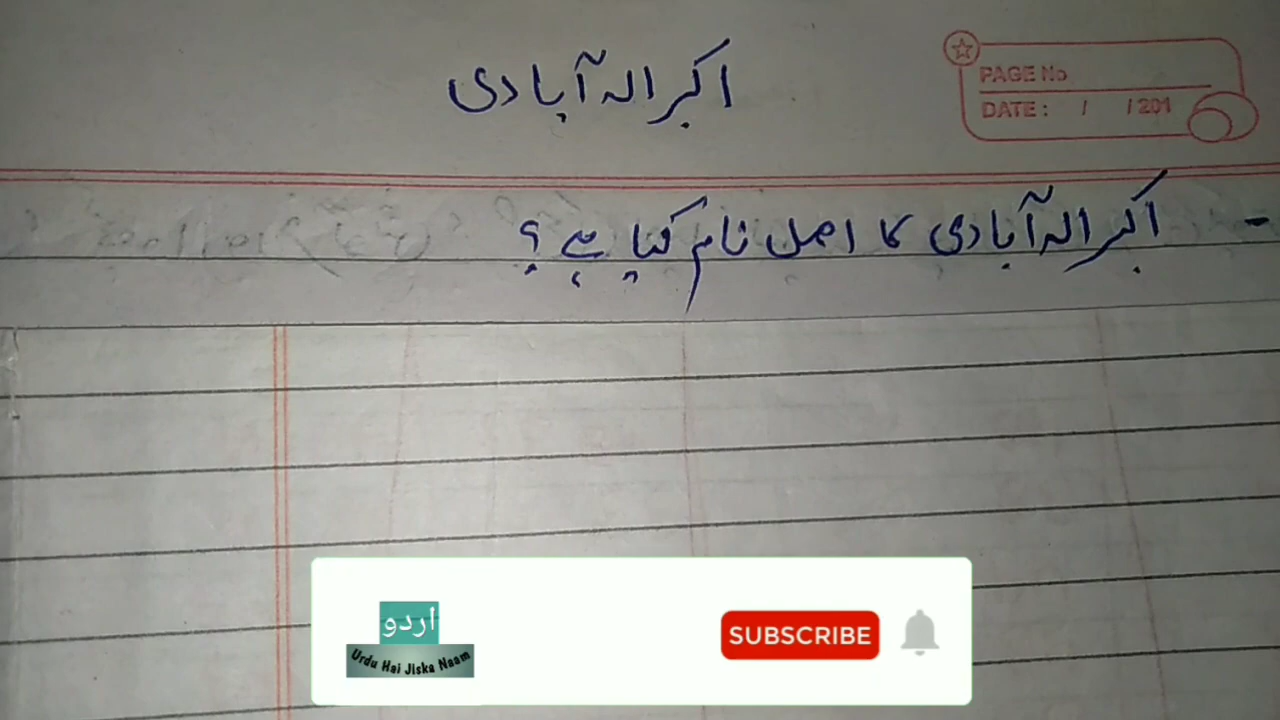 اکبر الہ آبادی
PAGE No
DATE : / / 201
- اکبر الہ آبادی کا اصل نام کیا ہے؟
اردو
Urdu Hai Jiska Naam
SUBSCRIBE